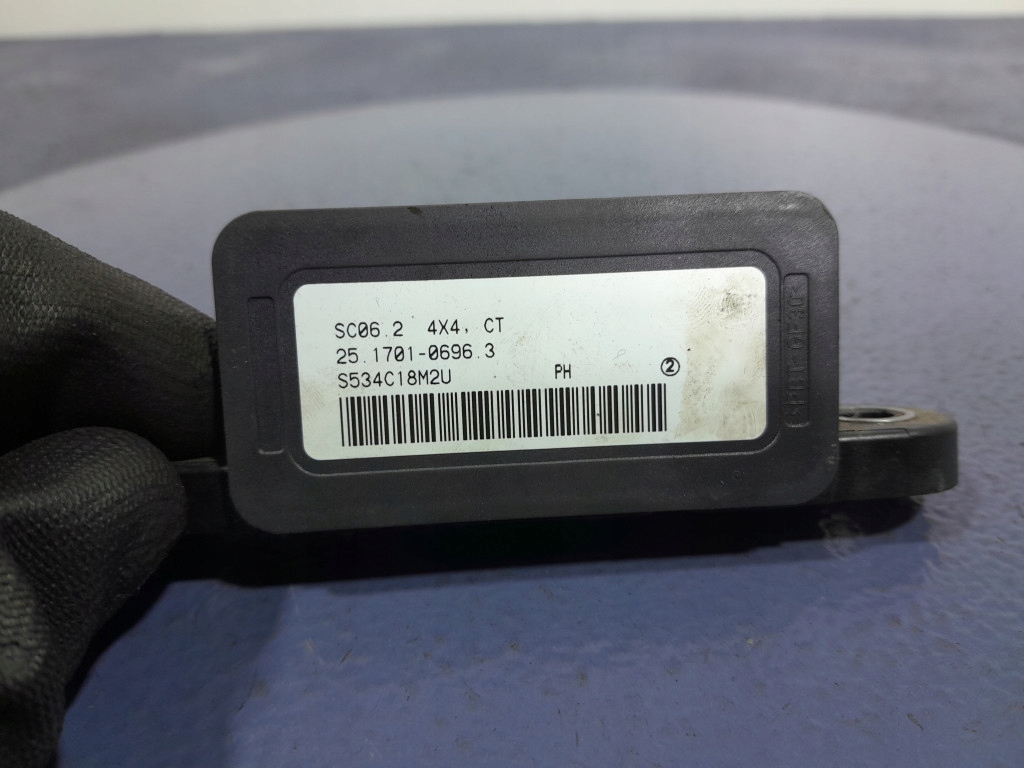 SC06.2 4X4, CT
25.1701-0696.3
S534C18M2U PH ②